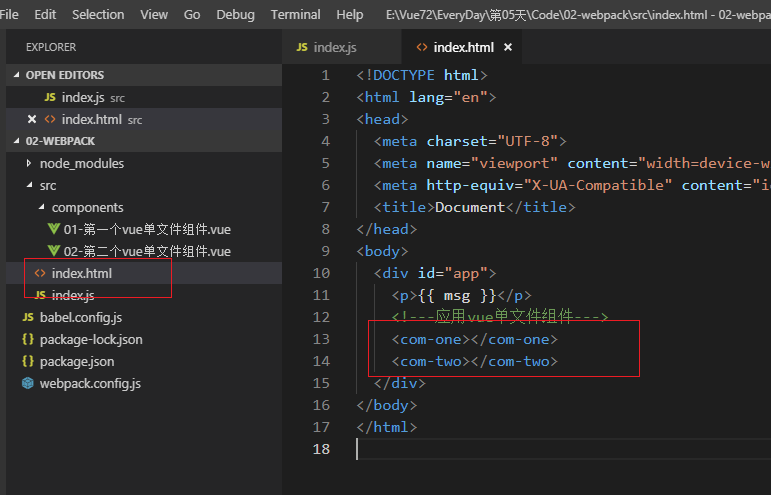 File Edit Selection View Go Debug Terminal Help E:\Vue72\EveryDay\第05天\Code\02-webpack\src\index.html - 02-webpa
EXPLORER
OPEN EDITORS
JS index.js src
<> index.html src
02-WEBPACK
node_modules
src
components
01-第一个vue单文件组件.vue
02-第二个vue单文件组件.vue
<> index.html
JS index.js
JS babel.config.js
{} package-lock.json
{} package.json
webpack.config.js
JS index.js <> index.html
1 <!DOCTYPE html>
2 <html lang="en">
3 <head>
4 <meta charset="UTF-8">
5 <meta name="viewport" content="width=device-w
6 <meta http-equiv="X-UA-Compatible" content="i
7 <title>Document</title>
8 </head>
9 <body>
10 <div id="app">
11 <p>{{ msg }}</p>
12 <!---应用vue单文件组件--->
13 <com-one></com-one>
14 <com-two></com-two>
15 </div>
16 </body>
17 </html>
18